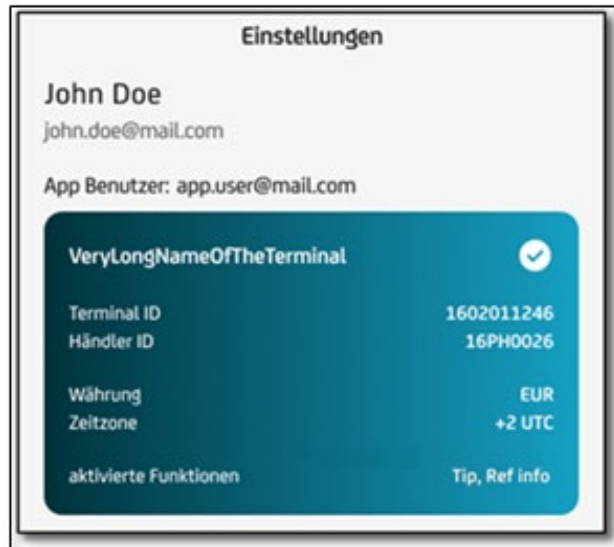 Einstellungen
John Doe
john.doe@mail.com
App Benutzer: app.user@mail.com
VeryLongNameOfTheTerminal
Terminal ID 1602011246
Händler ID 16PH0026
Währung EUR
Zeitzone +2 UTC
aktivierte Funktionen Tip, Ref info